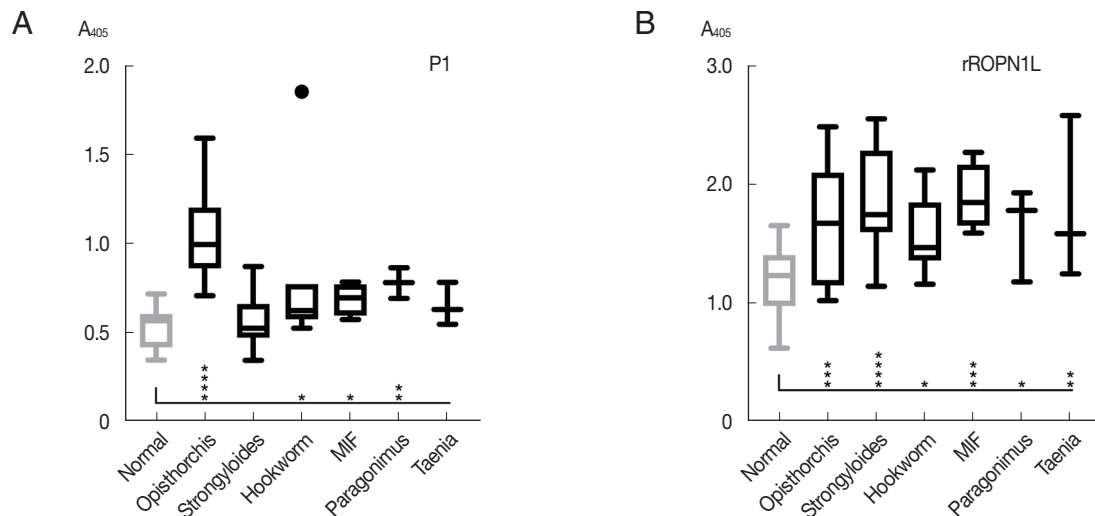 A
A405
P1
2.0
1.5
1.0
0.5
0
****
*
*
**
Normal
Opisthorchis
Strongyloides
Hookworm
MIF
Paragonimus
Taenia
B
A405
rROPN1L
3.0
2.0
1.0
0
***
****
*
***
*
**
Normal
Opisthorchis
Strongyloides
Hookworm
MIF
Paragonimus
Taenia